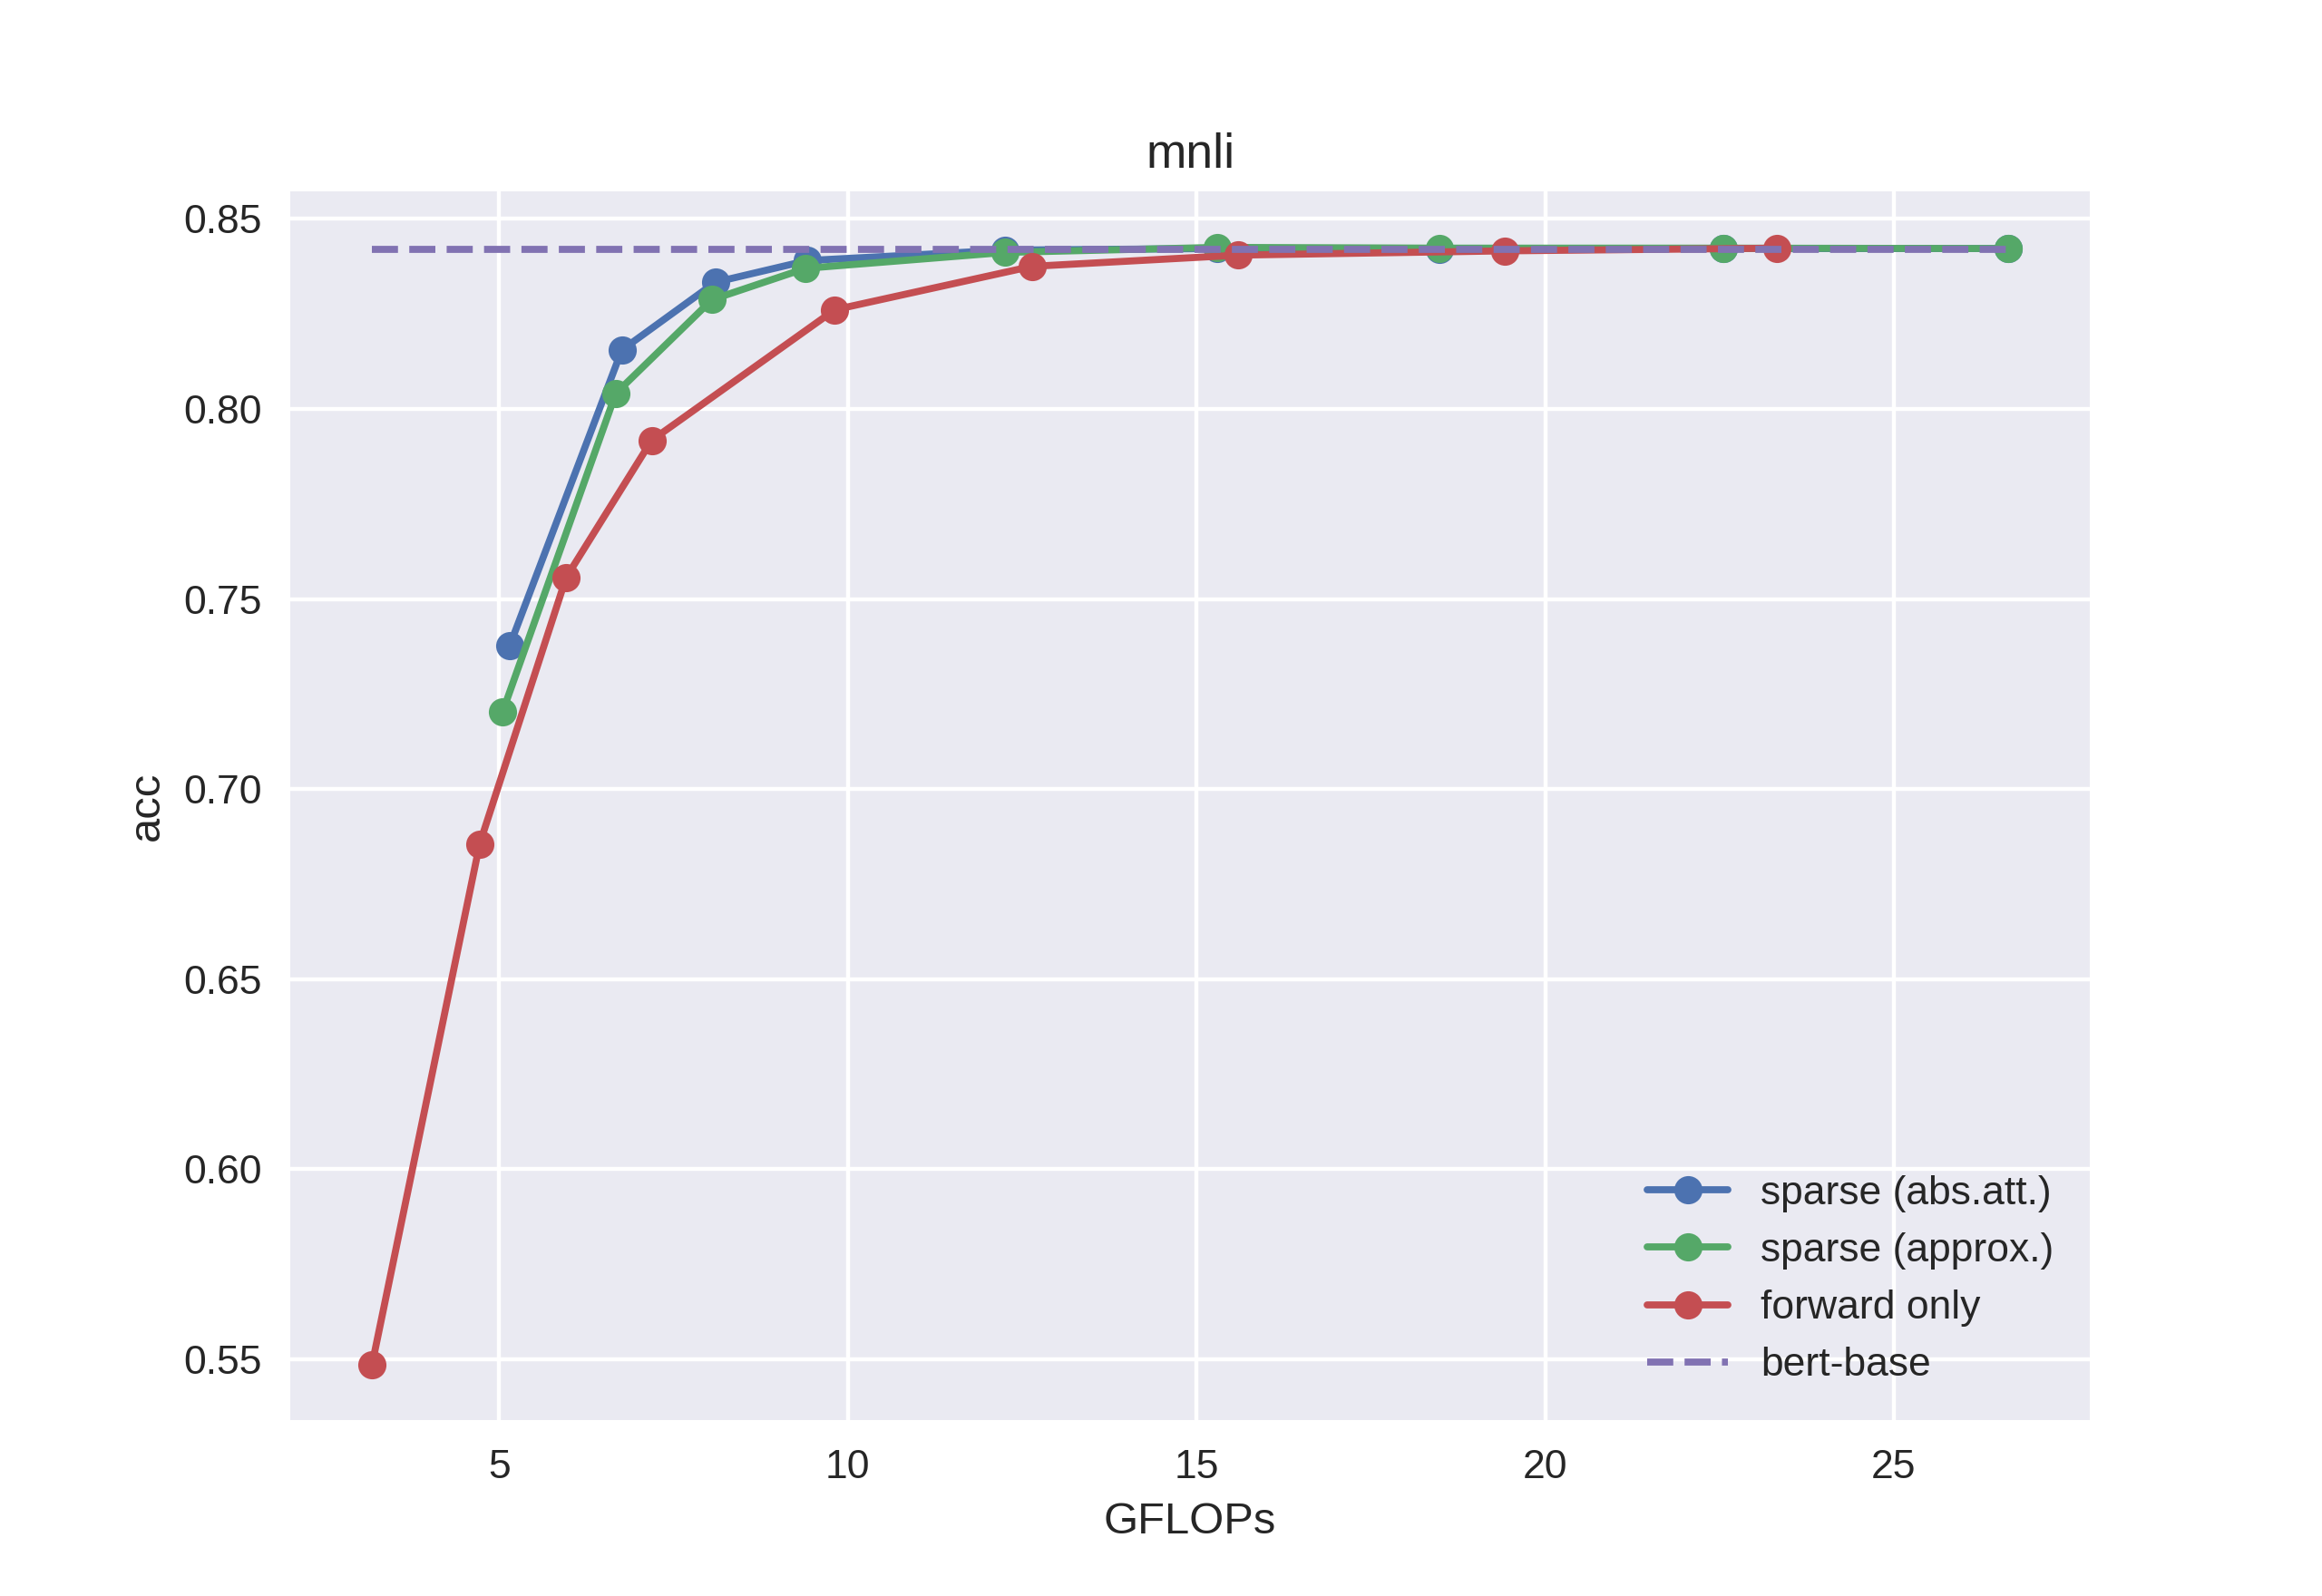 mnli
0.85
0.80
0.75
0.70
0.65
0.60
0.55
acc
sparse (abs.att.)
sparse (approx.)
forward only
bert-base
5 10 15 20 25
GFLOPs